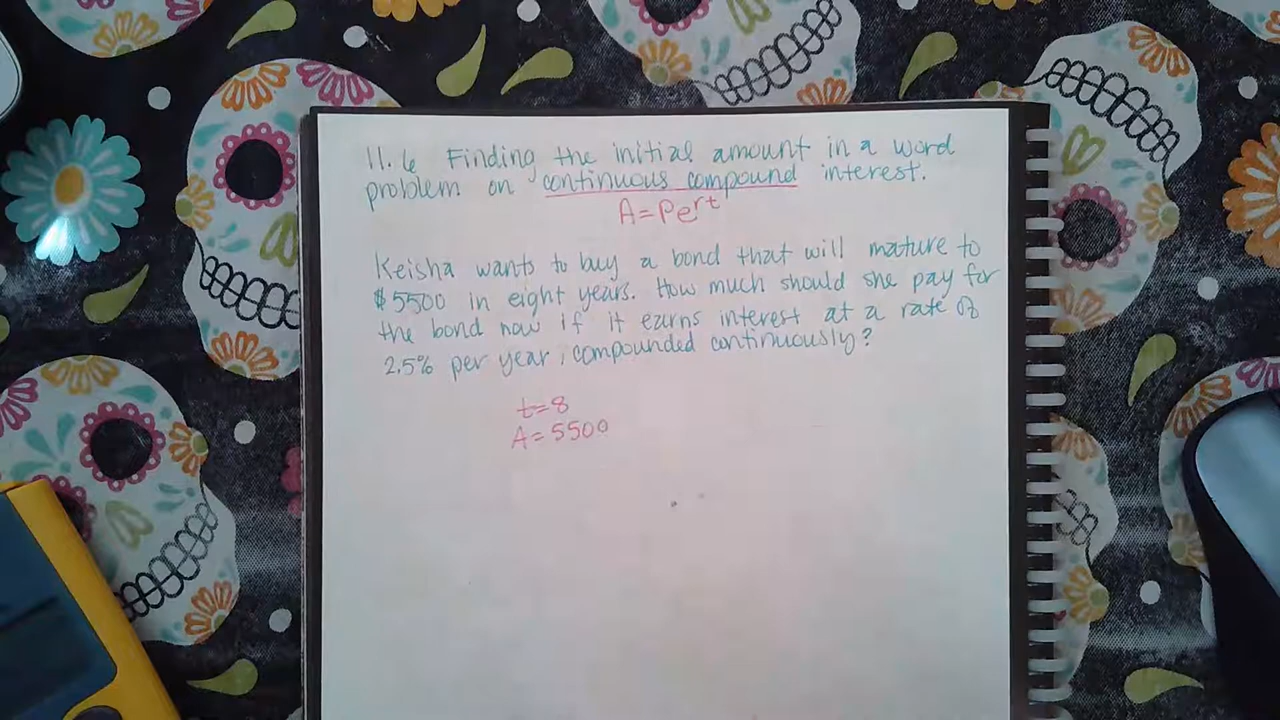 11.6 Finding the initial amount in a word
problem on continuous compound interest.
A=Pe^rt
Keisha wants to buy a bond that will mature to
$5500 in eight years. How much should she pay for
the bond now if it earns interest at a rate of
2.5% per year, compounded continuously?
t=8
A=5500